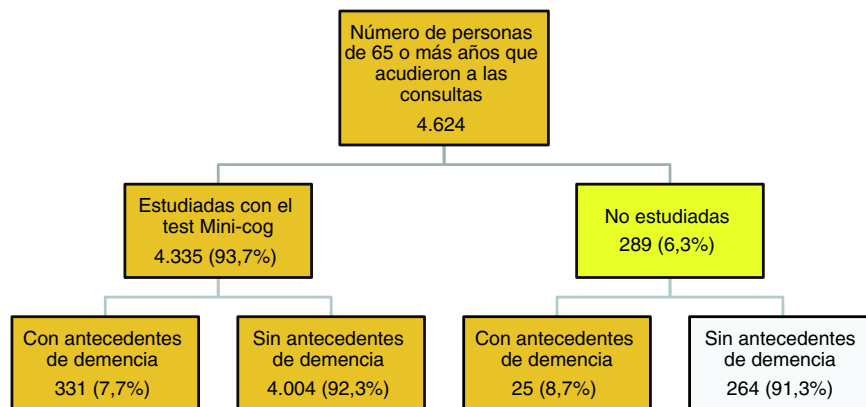 Número de personas
de 65 o más años que
acudieron a las
consultas
4.624
Estudiadas con el
test Mini-cog
4.335 (93,7%)
No estudiadas
289 (6,3%)
Con antecedentes
de demencia
331 (7,7%)
Sin antecedentes
de demencia
4.004 (92,3%)
Con antecedentes
de demencia
25 (8,7%)
Sin antecedentes
de demencia
264 (91,3%)